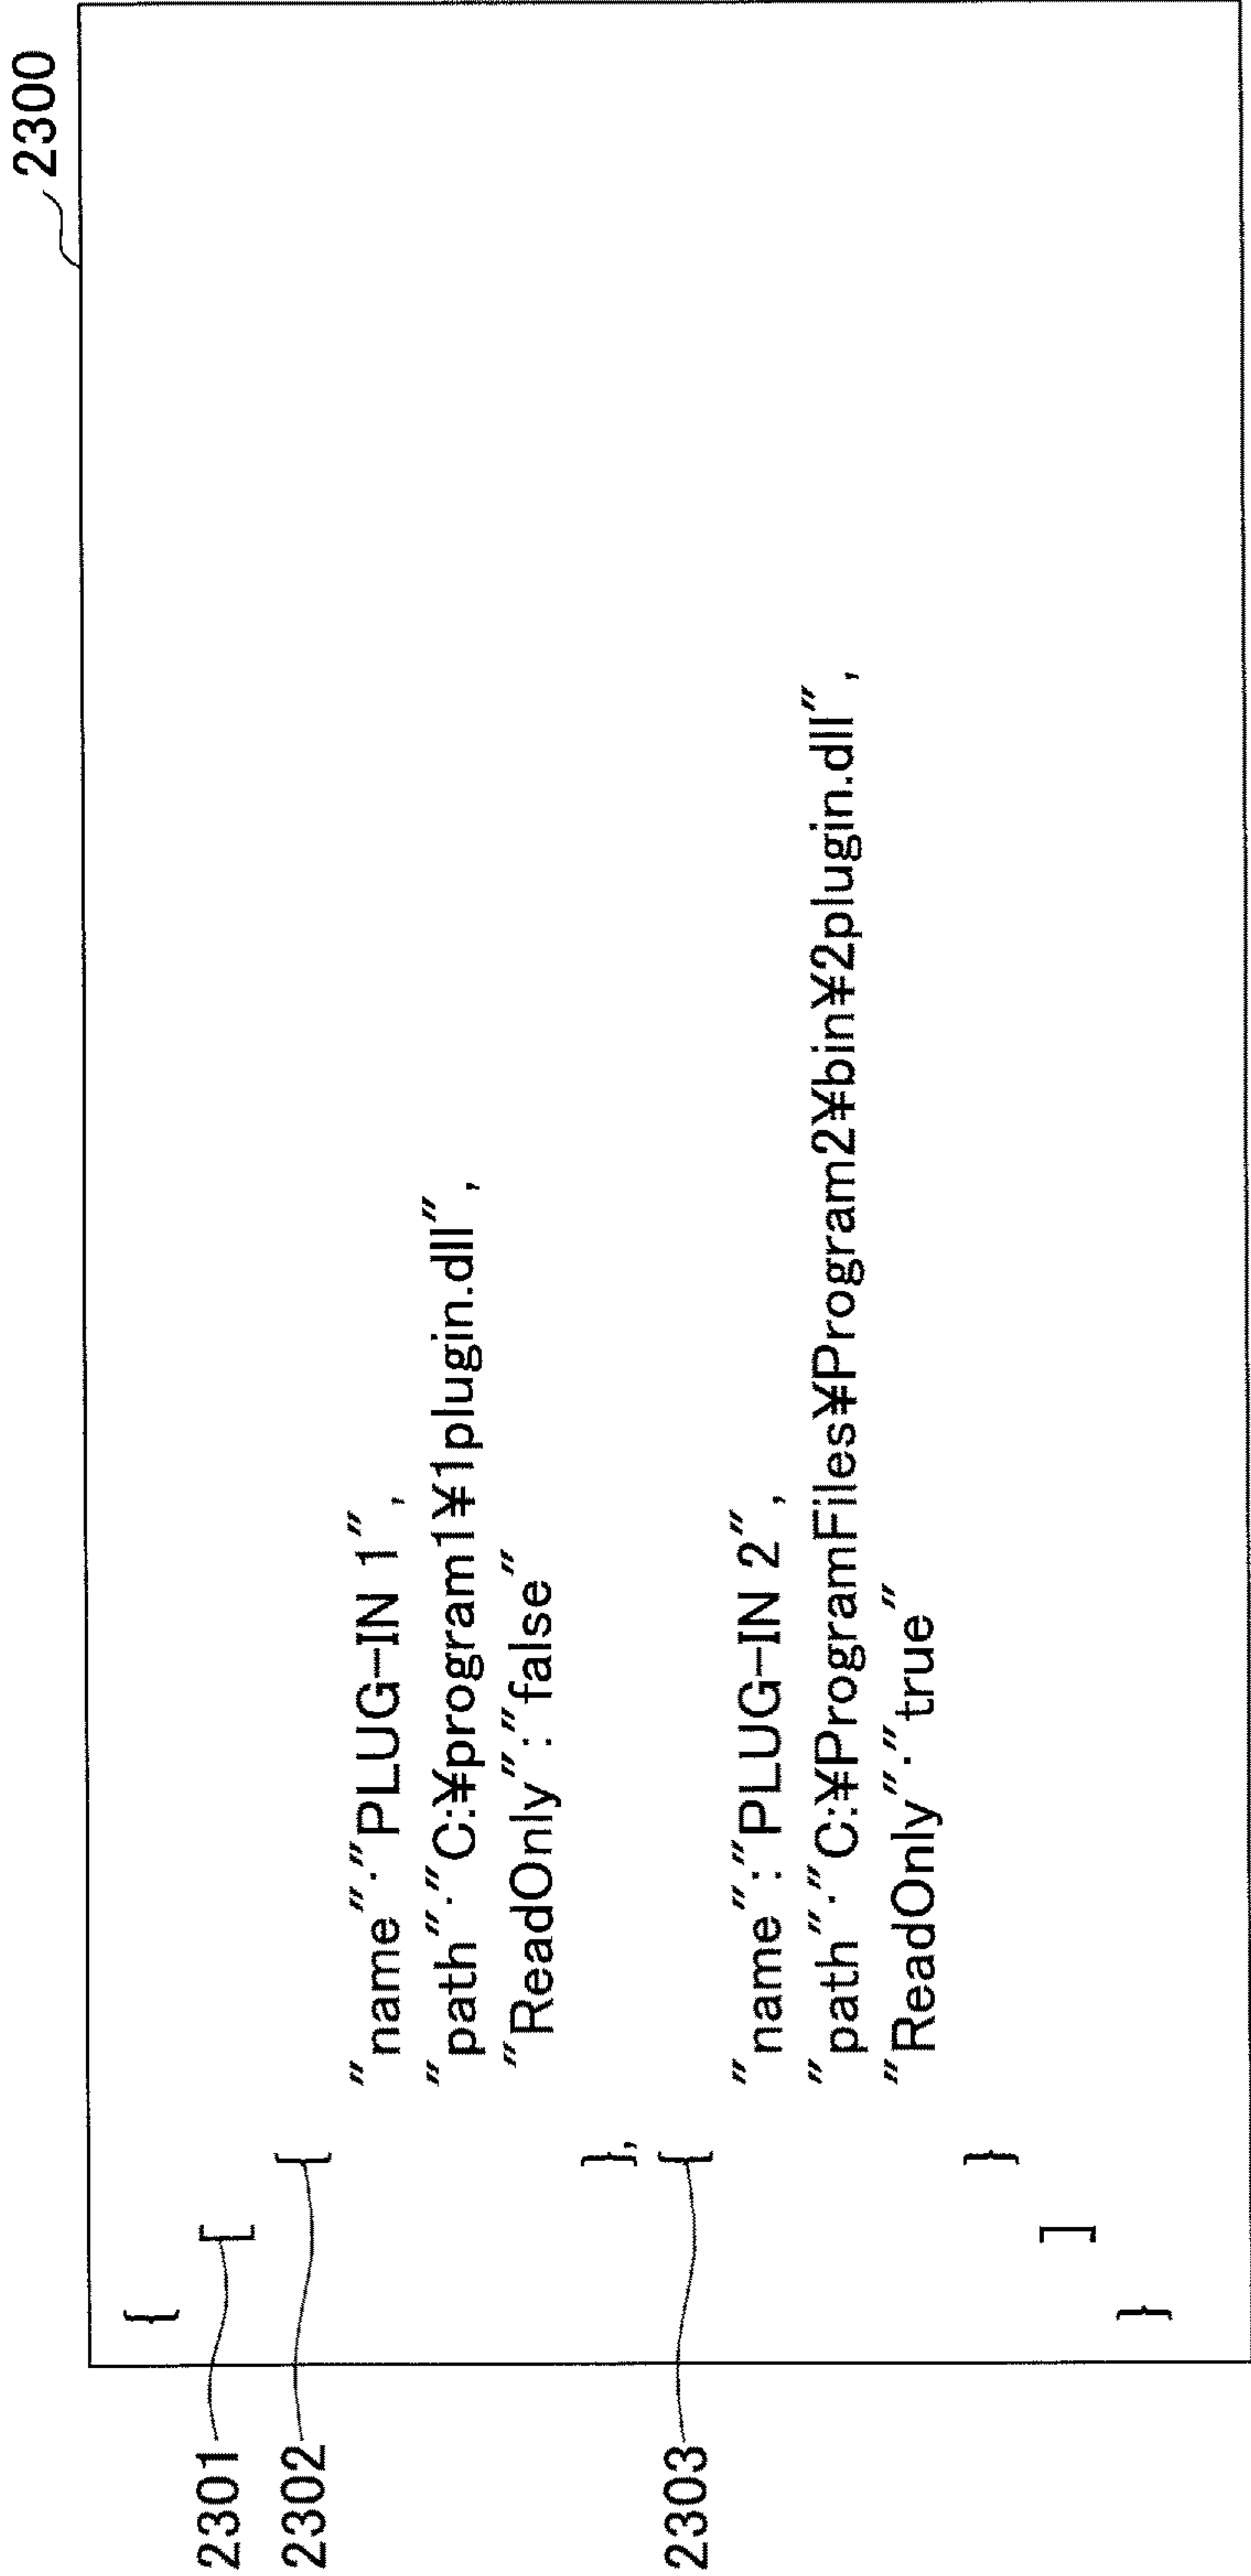 2300
{
2301 [
2302 {
"name":"PLUG-IN 1",
"path":"C:¥program1¥1plugin.dll",
"ReadOnly":"false"
},
2303 {
"name":"PLUG-IN 2",
"path":"C:¥ProgramFiles¥Program2¥bin¥2plugin.dll",
"ReadOnly":"true"
}
]
}